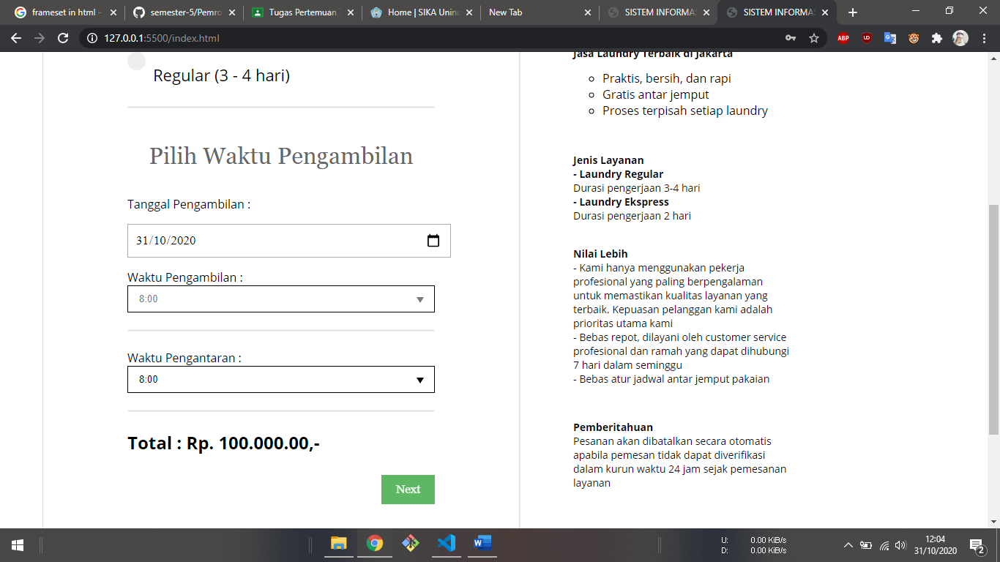 frameset in html -
semester-5/Pemro
Tugas Pertemuan 7
Home | SIKA Unind
New Tab
SISTEM INFORMAS
SISTEM INFORMAS
127.0.0.1:5500/index.html
ABP
UD
Regular (3 - 4 hari)
Pilih Waktu Pengambilan
Tanggal Pengambilan :
31/10/2020
Waktu Pengambilan :
8:00
Waktu Pengantaran :
8:00
Total : Rp. 100.000.00,-
Next
Jasa Laundry Terbaik di Jakarta
Praktis, bersih, dan rapi
Gratis antar jemput
Proses terpisah setiap laundry
Jenis Layanan
- Laundry Regular
Durasi pengerjaan 3-4 hari
- Laundry Ekspress
Durasi pengerjaan 2 hari
Nilai Lebih
- Kami hanya menggunakan pekerja
profesional yang paling berpengalaman
untuk memastikan kualitas layanan yang
terbaik. Kepuasan pelanggan kami adalah
prioritas utama kami
- Bebas repot, dilayani oleh customer service
profesional dan ramah yang dapat dihubungi
7 hari dalam seminggu
- Bebas atur jadwal antar jemput pakaian
Pemberitahuan
Pesanan akan dibatalkan secara otomatis
apabila pemesan tidak dapat diverifikasi
dalam kurun waktu 24 jam sejak pemesanan
layanan
U: 0.00 KiB/s
D: 0.00 KiB/s
12:04
31/10/2020
2